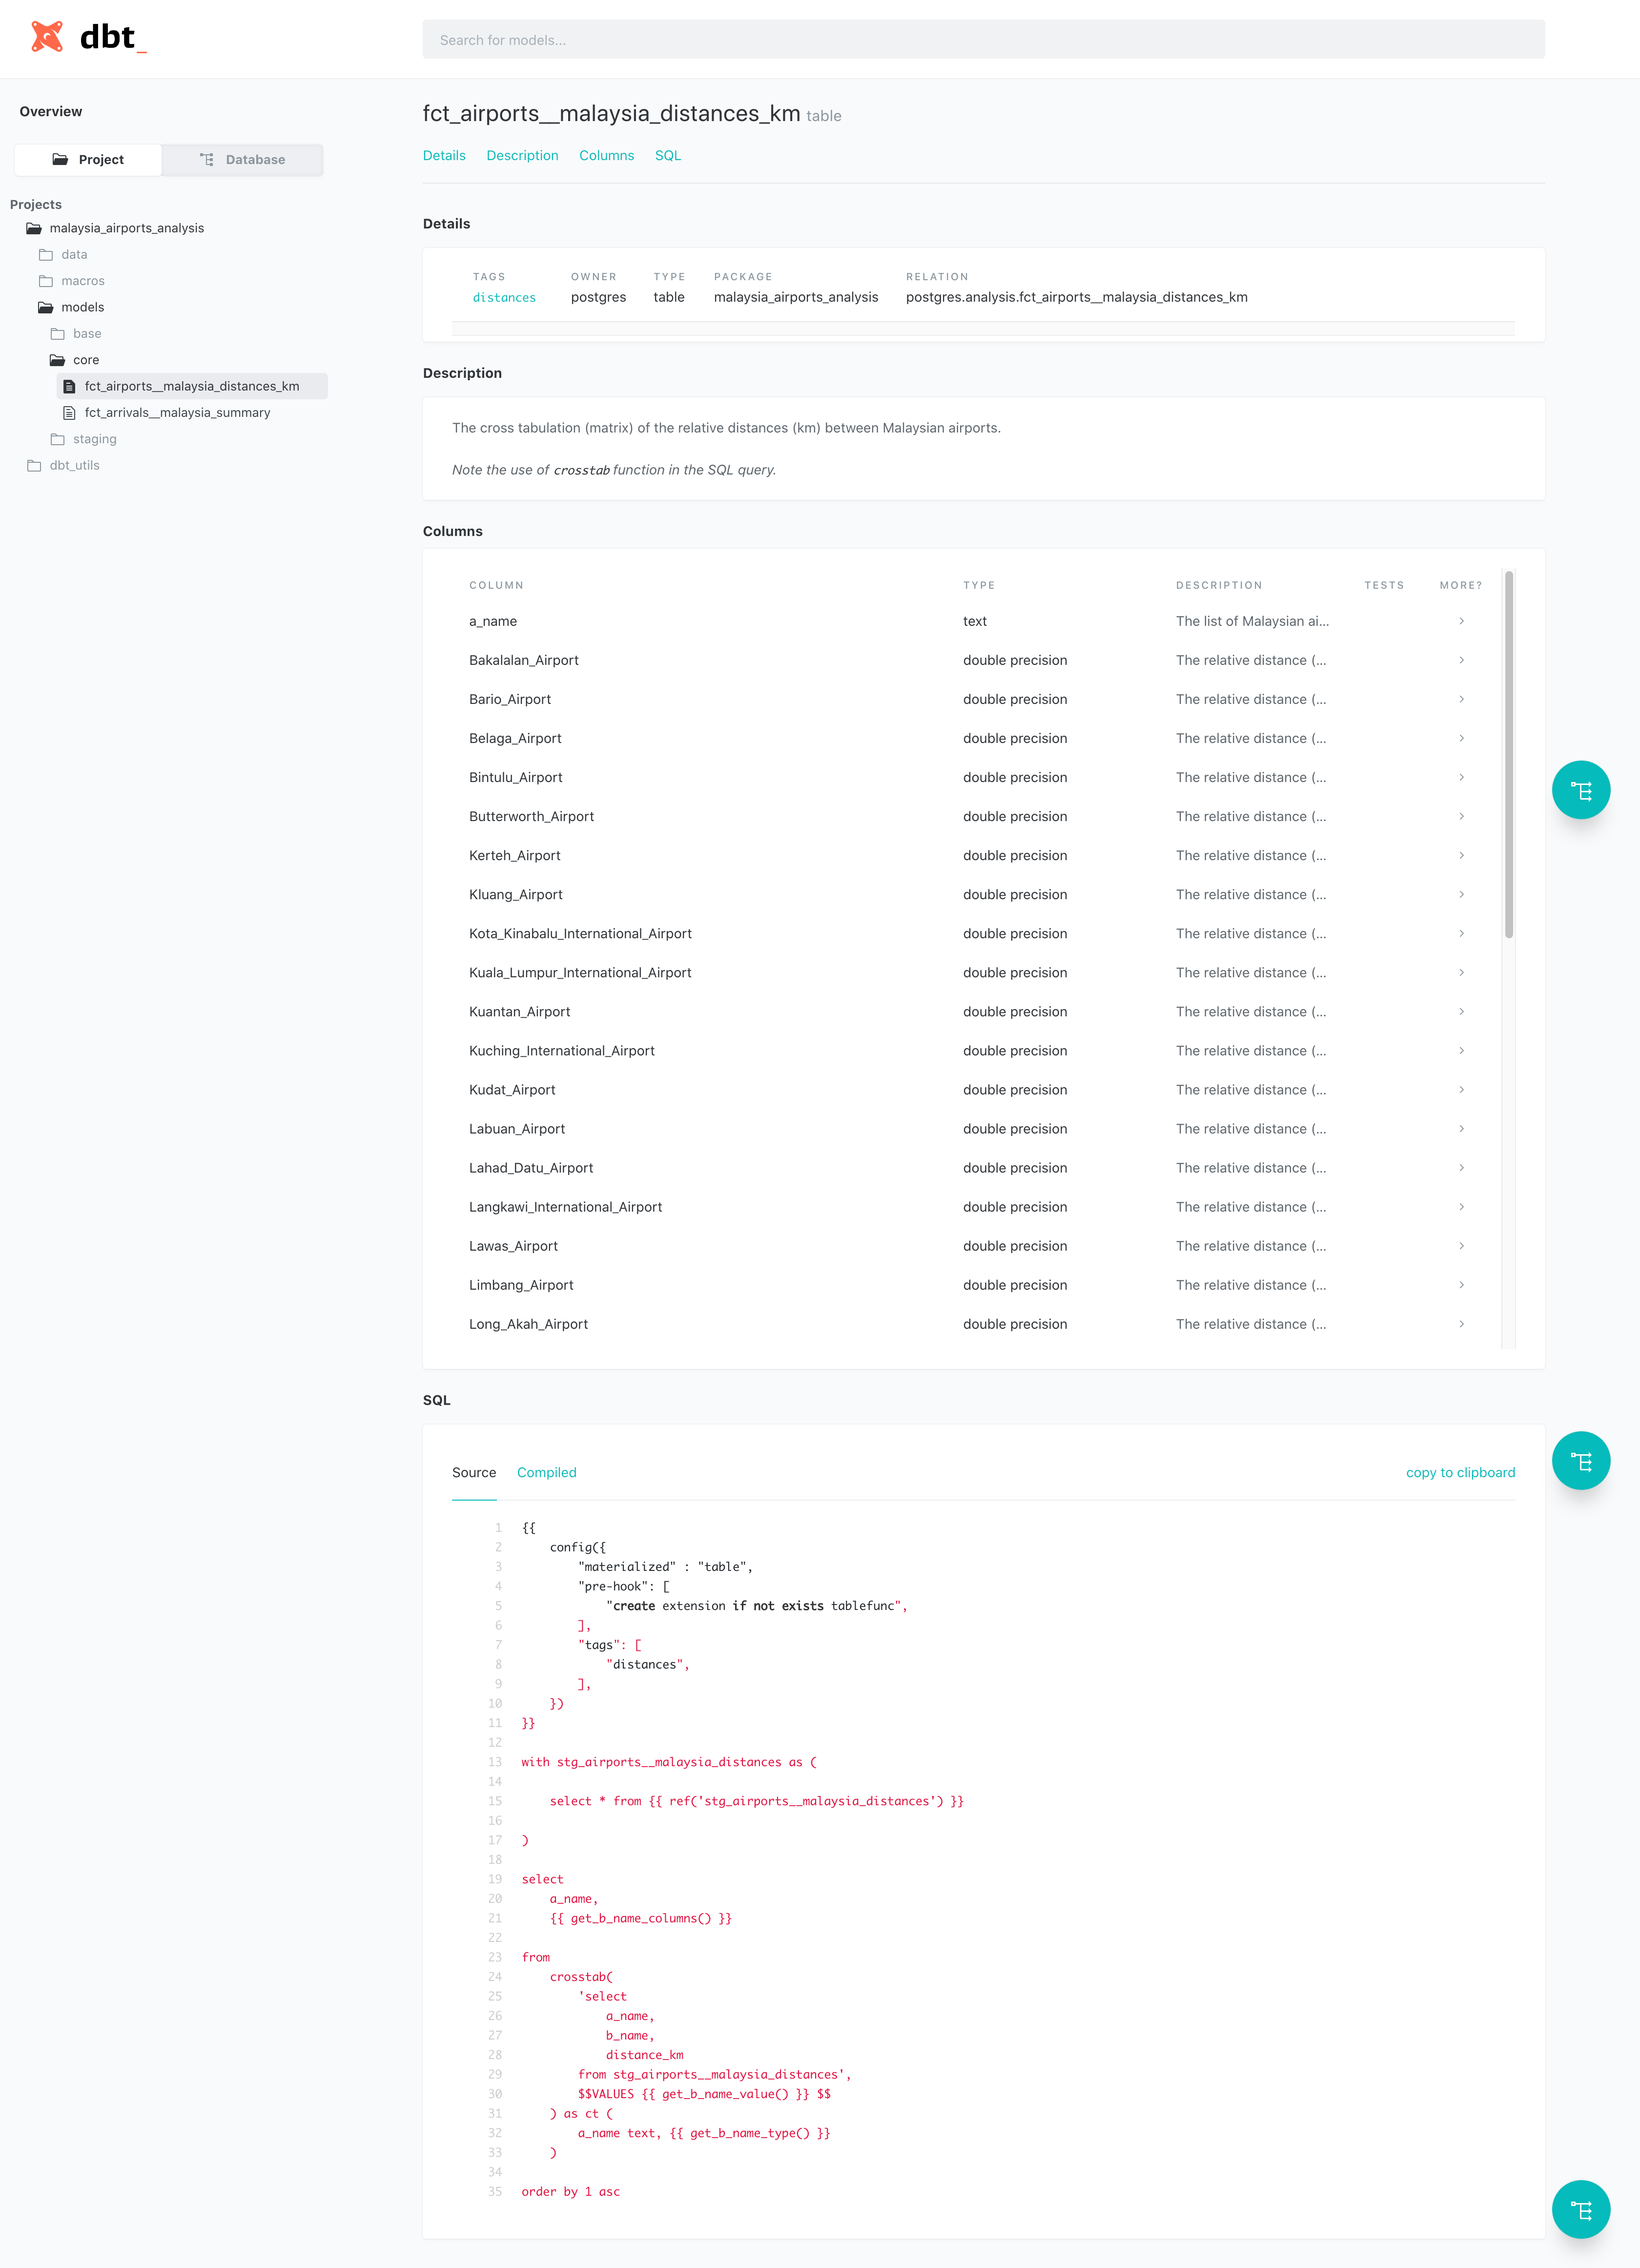 dbt_
Search for models...
Overview
Project
Database
Projects
malaysia_airports_analysis
data
macros
models
base
core
fct_airports__malaysia_distances_km
fct_arrivals__malaysia_summary
staging
dbt_utils
fct_airports__malaysia_distances_km table
Details Description Columns SQL
Details
TAGS OWNER TYPE PACKAGE RELATION
distances postgres table malaysia_airports_analysis postgres.analysis.fct_airports__malaysia_distances_km
Description
The cross tabulation (matrix) of the relative distances (km) between Malaysian airports.
Note the use of crosstab function in the SQL query.
Columns
COLUMN TYPE DESCRIPTION TESTS MORE?
a_name text The list of Malaysian ai...
Bakalalan_Airport double precision The relative distance (...
Bario_Airport double precision The relative distance (...
Belaga_Airport double precision The relative distance (...
Bintulu_Airport double precision The relative distance (...
Butterworth_Airport double precision The relative distance (...
Kerteh_Airport double precision The relative distance (...
Kluang_Airport double precision The relative distance (...
Kota_Kinabalu_International_Airport double precision The relative distance (...
Kuala_Lumpur_International_Airport double precision The relative distance (...
Kuantan_Airport double precision The relative distance (...
Kuching_International_Airport double precision The relative distance (...
Kudat_Airport double precision The relative distance (...
Labuan_Airport double precision The relative distance (...
Lahad_Datu_Airport double precision The relative distance (...
Langkawi_International_Airport double precision The relative distance (...
Lawas_Airport double precision The relative distance (...
Limbang_Airport double precision The relative distance (...
Long_Akah_Airport double precision The relative distance (...
SQL
Source Compiled copy to clipboard
1 {{
2 config({
3 "materialized" : "table",
4 "pre-hook": [
5 "create extension if not exists tablefunc",
6 ],
7 "tags": [
8 "distances",
9 ],
10 })
11 }}
12
13 with stg_airports__malaysia_distances as (
14
15 select * from {{ ref('stg_airports__malaysia_distances') }}
16
17 )
18
19 select
20 a_name,
21 {{ get_b_name_columns() }}
22
23 from
24 crosstab(
25 'select
26 a_name,
27 b_name,
28 distance_km
29 from stg_airports__malaysia_distances',
30 $$VALUES {{ get_b_name_value() }} $$
31 ) as ct (
32 a_name text, {{ get_b_name_type() }}
33 )
34
35 order by 1 asc